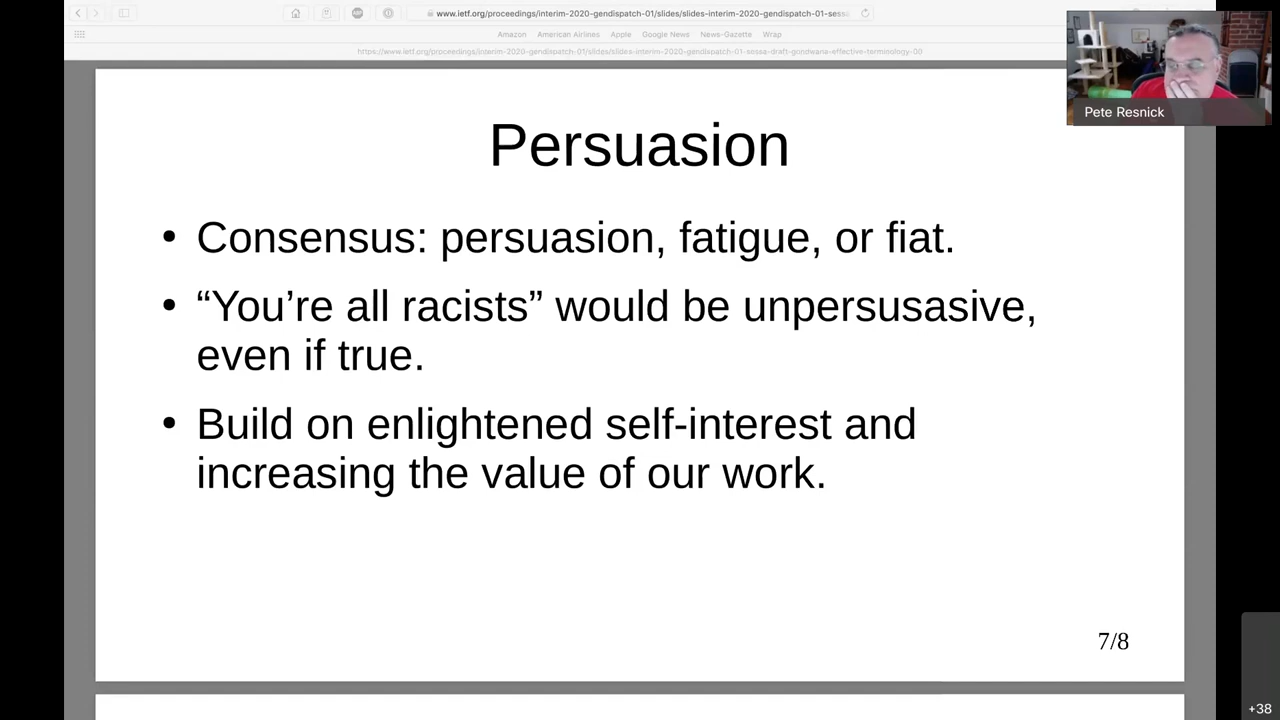 www.ietf.org/proceedings/interim-2020-gendispatch-01/slides/slides-interim-2020-gendispatch-01-sess
Amazon American Airlines Apple Google News News-Gazette Wrap
https://www.ietf.org/proceedings/interim-2020-gendispatch-01/slides/slides-interim-2020-gendispatch-01-sessa-draft-gondwana-effective-terminology-00
Pete Resnick
Persuasion
• Consensus: persuasion, fatigue, or fiat.
• “You’re all racists” would be unpersusasive,
even if true.
• Build on enlightened self-interest and
increasing the value of our work.
7/8
+38